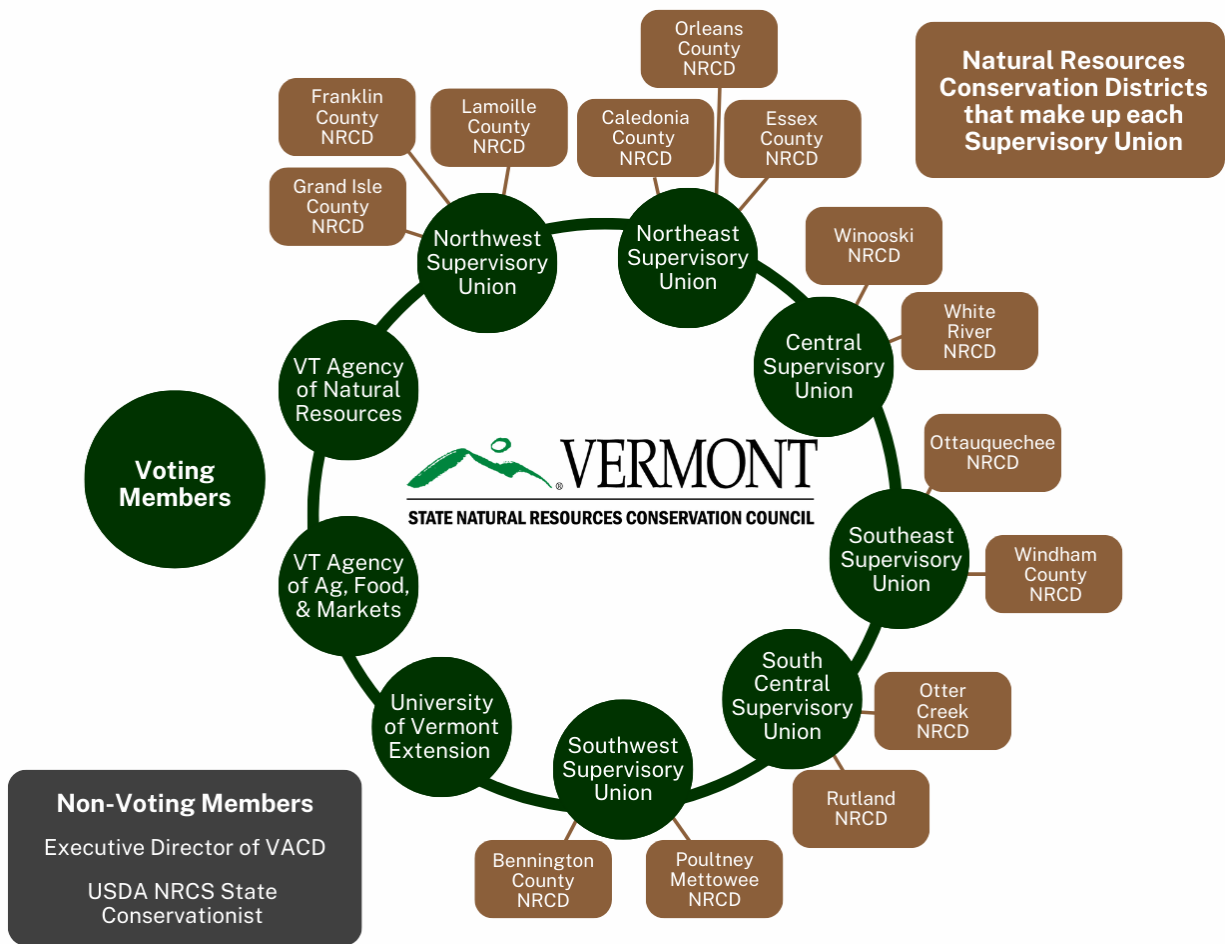 Orleans
County
NRCD
Natural Resources
Conservation Districts
that make up each
Supervisory Union
Franklin
County
NRCD
Lamoille
County
NRCD
Caledonia
County
NRCD
Essex
County
NRCD
Grand Isle
County
NRCD
Northwest
Supervisory
Union
Northeast
Supervisory
Union
Winooski
NRCD
White
River
NRCD
Central
Supervisory
Union
VT Agency
of Natural
Resources
Voting
Members
® VERMONT
STATE NATURAL RESOURCES CONSERVATION COUNCIL
Ottauquechee
NRCD
Southeast
Supervisory
Union
Windham
County
NRCD
VT Agency
of Ag, Food,
& Markets
South
Central
Supervisory
Union
Otter
Creek
NRCD
University
of Vermont
Extension
Southwest
Supervisory
Union
Rutland
NRCD
Bennington
County
NRCD
Poultney
Mettowee
NRCD
Non-Voting Members
Executive Director of VACD
USDA NRCS State
Conservationist